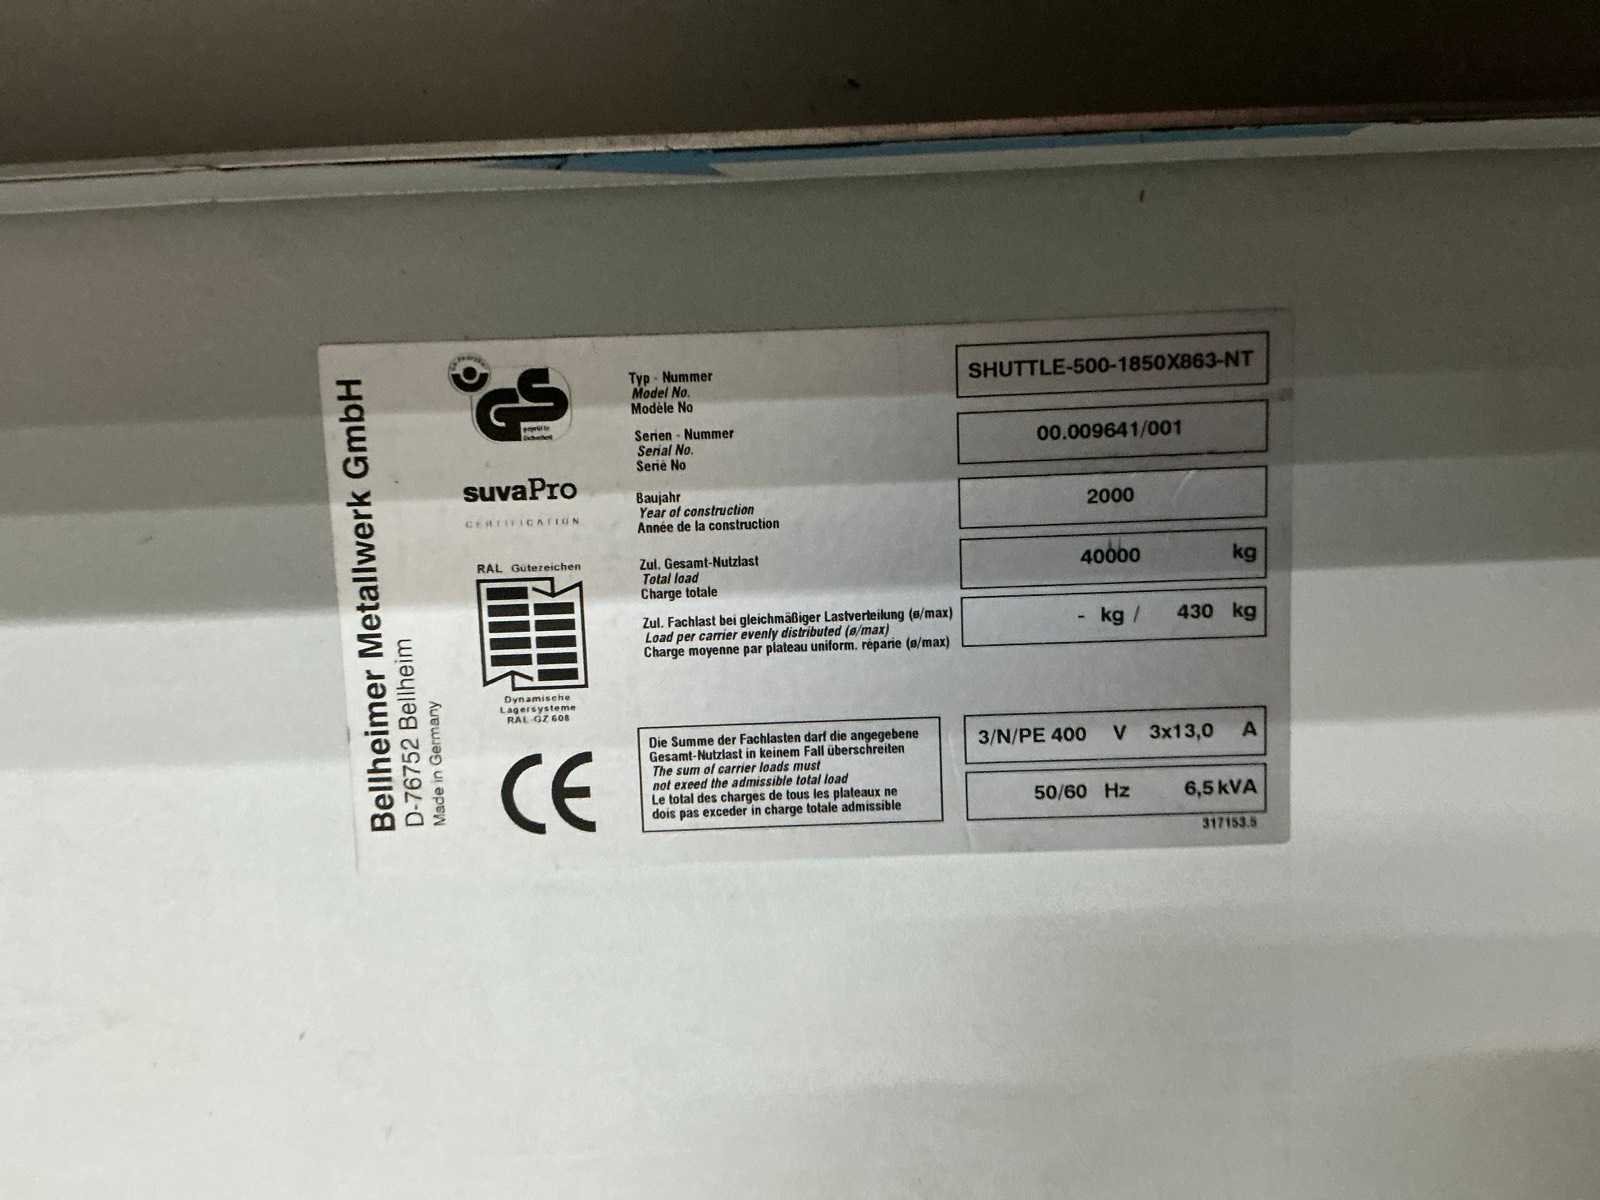 Bellheimer Metallwerk GmbH
D-76752 Bellheim
Made in Germany
GS
geprüfte
Sicherheit
suvaPro
CERTIFICATION
RAL Gütezeichen
Dynamische
Lagersysteme
RAL-GZ 608
CE
Typ - Nummer
Model No.
Modèle No
SHUTTLE-500-1850X863-NT
Serien - Nummer
Serial No.
Serie No
00.009641/001
Baujahr
Year of construction
Année de la construction
2000
Zul. Gesamt-Nutzlast
Total load
Charge totale
40000 kg
Zul. Fachlast bei gleichmäßiger Lastverteilung (ø/max)
Load per carrier evenly distributed (ø/max)
Charge moyenne par plateau uniform. réparie (ø/max)
- kg / 430 kg
Die Summe der Fachlasten darf die angegebene
Gesamt-Nutzlast in keinem Fall überschreiten
The sum of carrier loads must
not exeed the admissible total load
Le total des charges de tous les plateaux ne
dois pas exceder in charge totale admissible
3/N/PE 400 V 3x13,0 A
50/60 Hz 6,5 kVA
317153.5